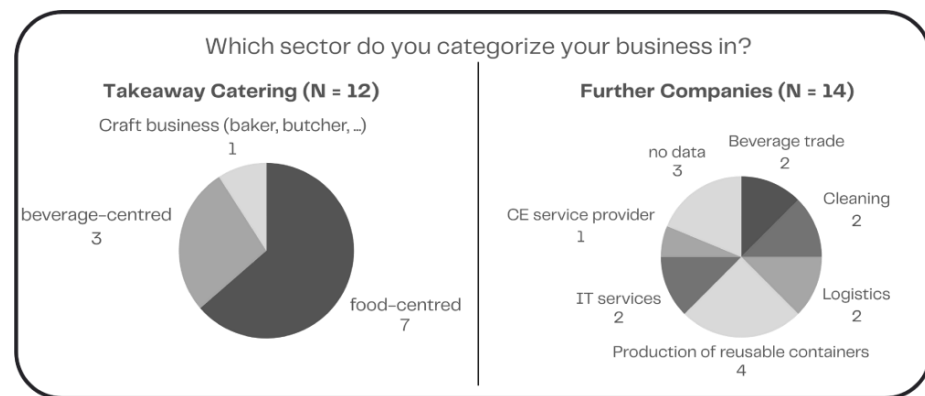 Which sector do you categorize your business in?
Takeaway Catering (N = 12)
Craft business (baker, butcher, ...)
1
beverage-centred
3
food-centred
7
Further Companies (N = 14)
no data
3
Beverage trade
2
CE service provider
1
Cleaning
2
IT services
2
Logistics
2
Production of reusable containers
4